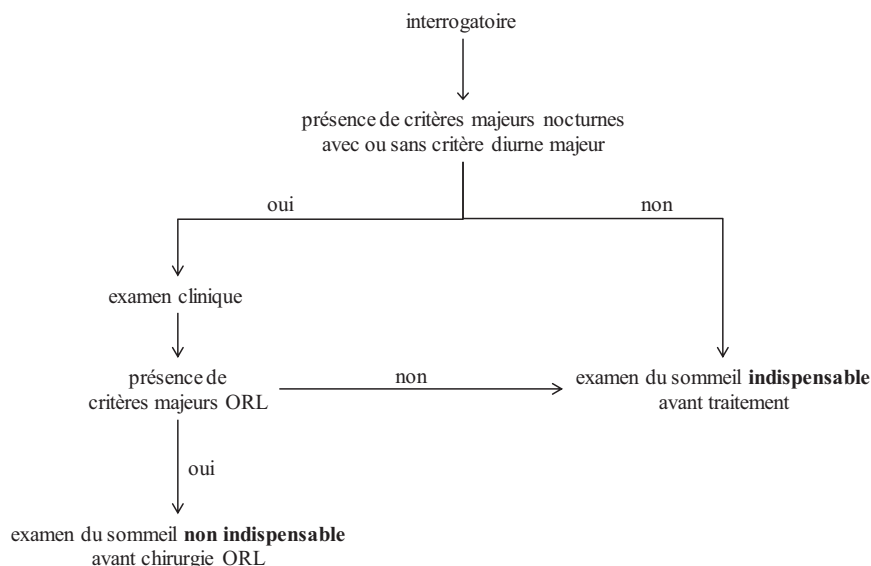 interrogatoire
présence de critères majeurs nocturnes
avec ou sans critère diurne majeur
oui
non
examen clinique
présence de
critères majeurs ORL
non
examen du sommeil indispensable
avant traitement
oui
examen du sommeil non indispensable
avant chirurgie ORL